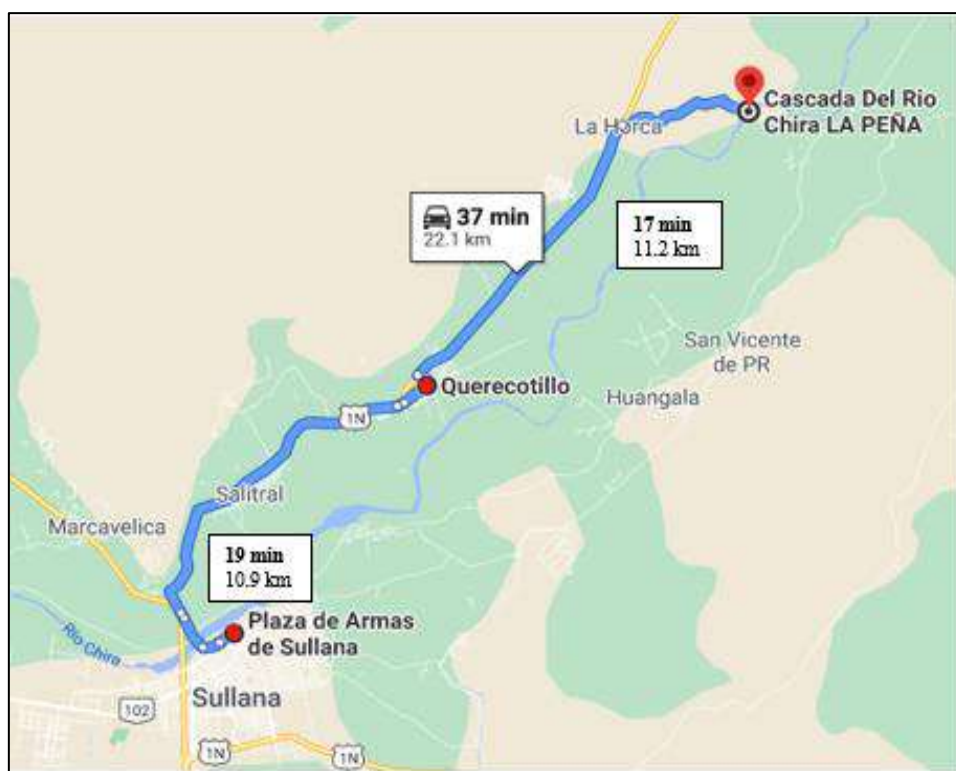 Cascada Del Rio
Chira LA PEÑA
La Horca
37 min
22.1 km
17 min
11.2 km
San Vicente
de PR
Querecotillo
Huangala
1N
Salitral
Marcavelica
19 min
10.9 km
Plaza de Armas
de Sullana
Rio Chira
Sullana
102
1N
1N